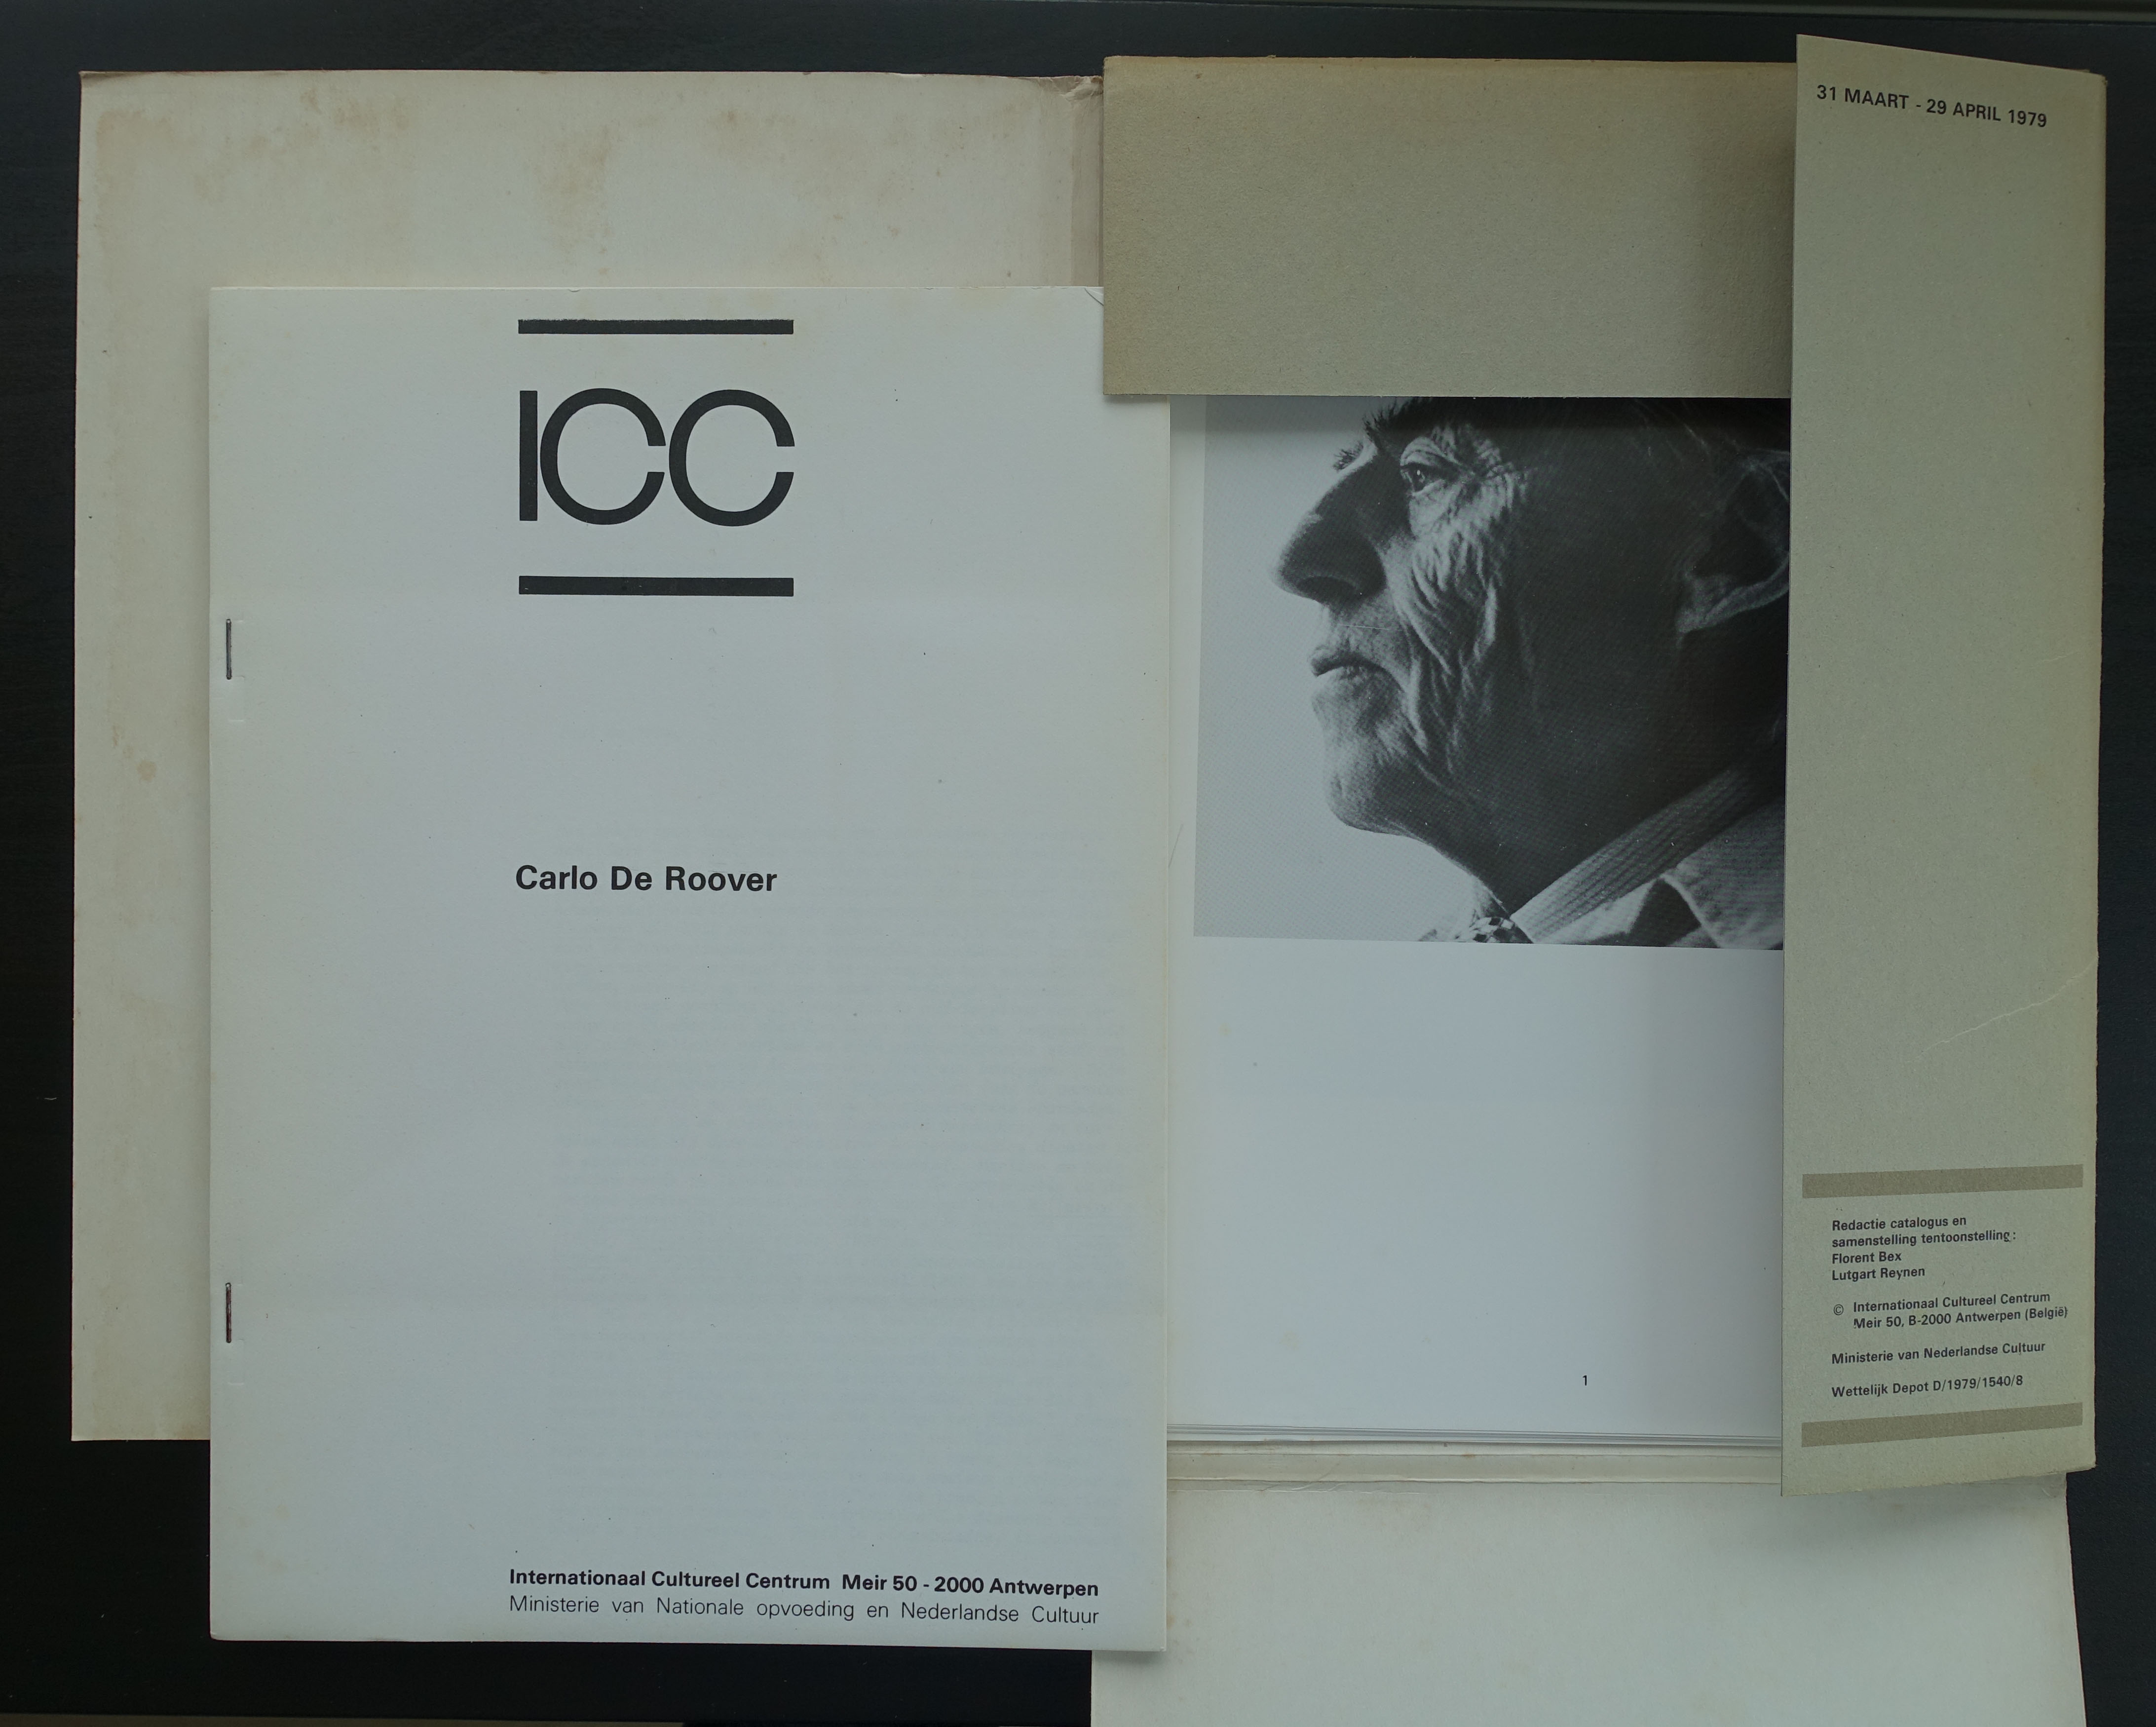 ICC
Carlo De Roover
Internationaal Cultureel Centrum Meir 50 - 2000 Antwerpen
Ministerie van Nationale opvoeding en Nederlandse Cultuur
1
31 MAART - 29 APRIL 1979
Redactie catalogus en
samenstelling tentoonstelling:
Florent Bex
Lutgart Reynen
© Internationaal Cultureel Centrum
Meir 50, B-2000 Antwerpen (België)
Ministerie van Nederlandse Cultuur
Wettelijk Depot D/1979/1540/8